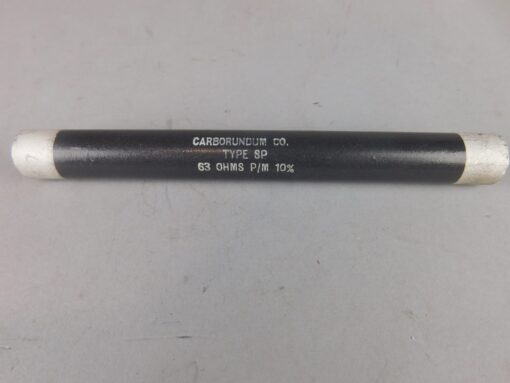 CARBORUNDUM CO.
TYPE SP
63 OHMS P/M 10%